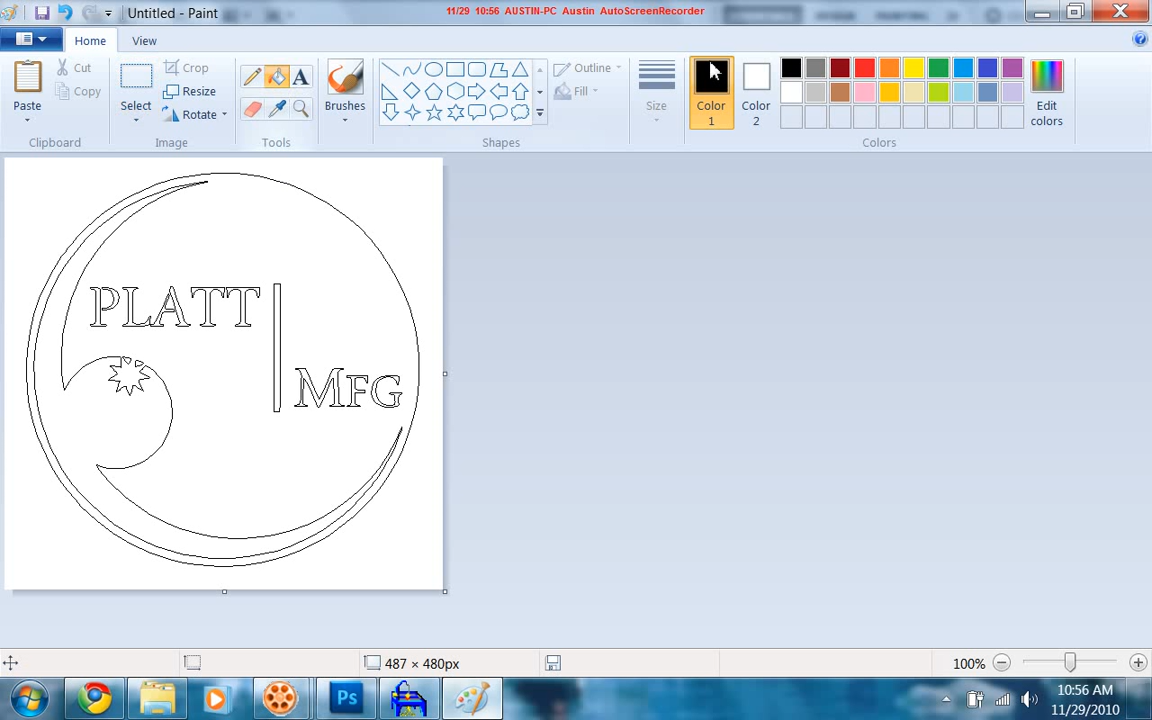 Untitled - Paint
11/29 10:56 AUSTIN-PC Austin AutoScreenRecorder
Home View
Paste
Cut
Copy
Clipboard
Select
Crop
Resize
Rotate
Image
A
Tools
Brushes
Outline
Fill
Shapes
Size
Color 1
Color 2
Edit colors
Colors
PLATT
MFG
487 × 480px
100%
Ps
10:56 AM
11/29/2010